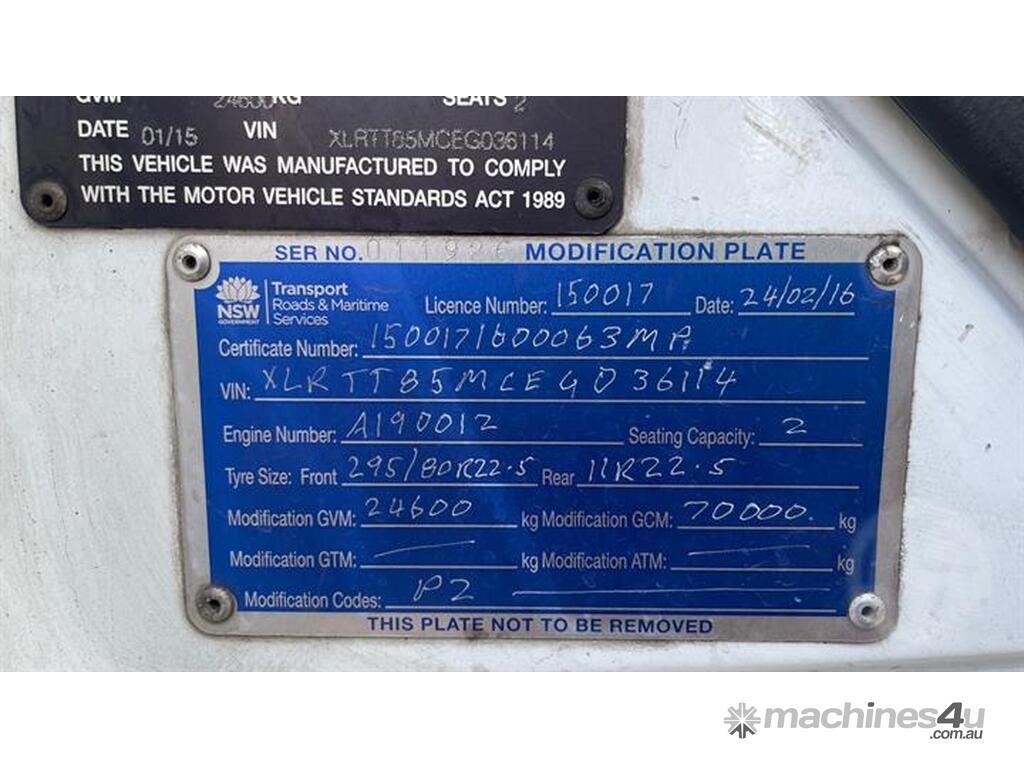 GVM 24600 KG SEATS 2
DATE 01/15 VIN XLRTT85MCEG036114
THIS VEHICLE WAS MANUFACTURED TO COMPLY
WITH THE MOTOR VEHICLE STANDARDS ACT 1989
SER NO. 011926 MODIFICATION PLATE
NSW
GOVERNMENT
Transport
Roads & Maritime
Services
Licence Number: 150017 Date: 24/02/16
Certificate Number: 1500171600063MP
VIN: XLRTT85MCEG036114
Engine Number: A190012 Seating Capacity: 2
Tyre Size: Front 295/80R22.5 Rear 11R22.5
Modification GVM: 24600 kg Modification GCM: 70000. kg
Modification GTM: — kg Modification ATM: — kg
Modification Codes: P2 —
THIS PLATE NOT TO BE REMOVED
machines4u
.com.au